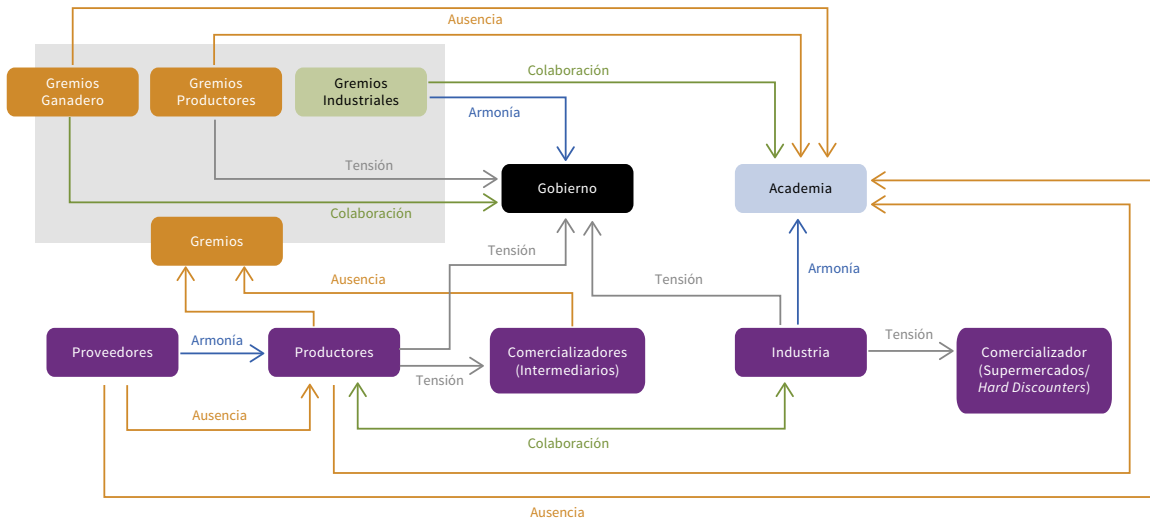 Ausencia
Gremios
Ganadero
Gremios
Productores
Gremios
Industriales
Colaboración
Armonía
Tensión
Gobierno
Academia
Colaboración
Gremios
Tensión
Ausencia
Tensión
Armonía
Proveedores
Armonía
Productores
Tensión
Comercializadores
(Intermediarios)
Industria
Tensión
Comercializador
(Supermercados/
Hard Discounters)
Ausencia
Colaboración
Ausencia